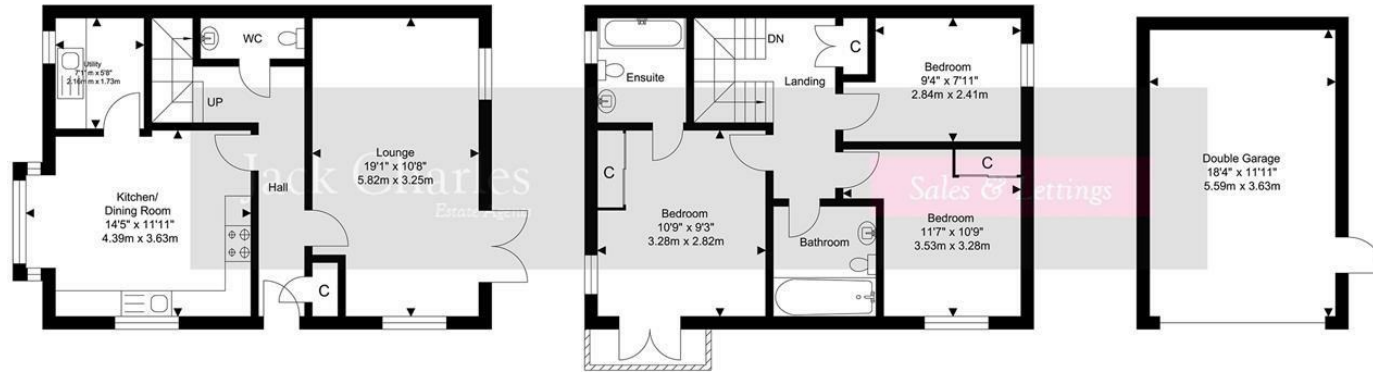 Utility
7'1" m x 5'8"
2.16m m x 1.73m
WC
UP
Kitchen/
Dining Room
14'5" x 11'11"
4.39m x 3.63m
Hall
C
Lounge
19'1" x 10'8"
5.82m x 3.25m
Jack Charles
Estate Agents
Ensuite
DN
Landing
C
Bedroom
9'4" x 7'11"
2.84m x 2.41m
C
Bedroom
10'9" x 9'3"
3.28m x 2.82m
Bathroom
C
Bedroom
11'7" x 10'9"
3.53m x 3.28m
Sales & Lettings
Double Garage
18'4" x 11'11"
5.59m x 3.63m